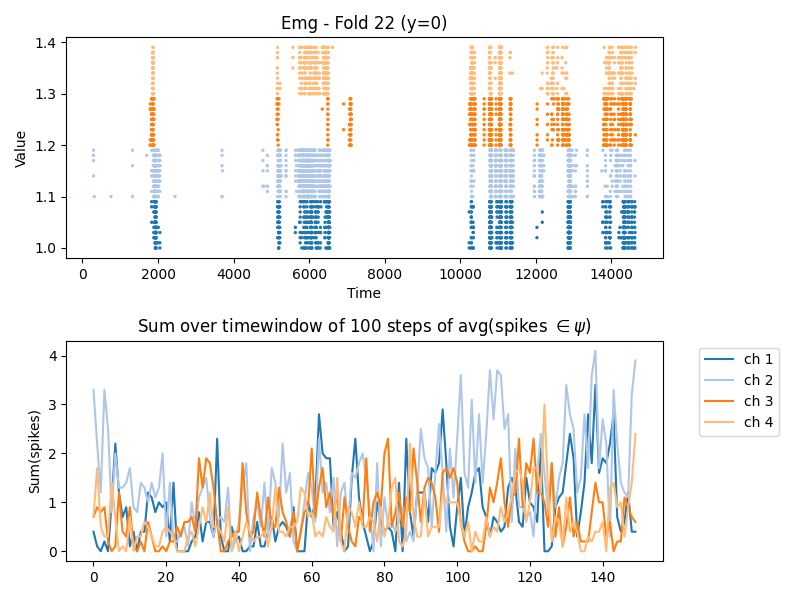 Emg - Fold 22 (y=0)
1.4
1.3
1.2
1.1
1.0
Value
0 2000 4000 6000 8000 10000 12000 14000
Time
Sum over timewindow of 100 steps of avg(spikes ∈ ψ)
4
3
2
1
0
Sum(spikes)
0 20 40 60 80 100 120 140
ch 1
ch 2
ch 3
ch 4